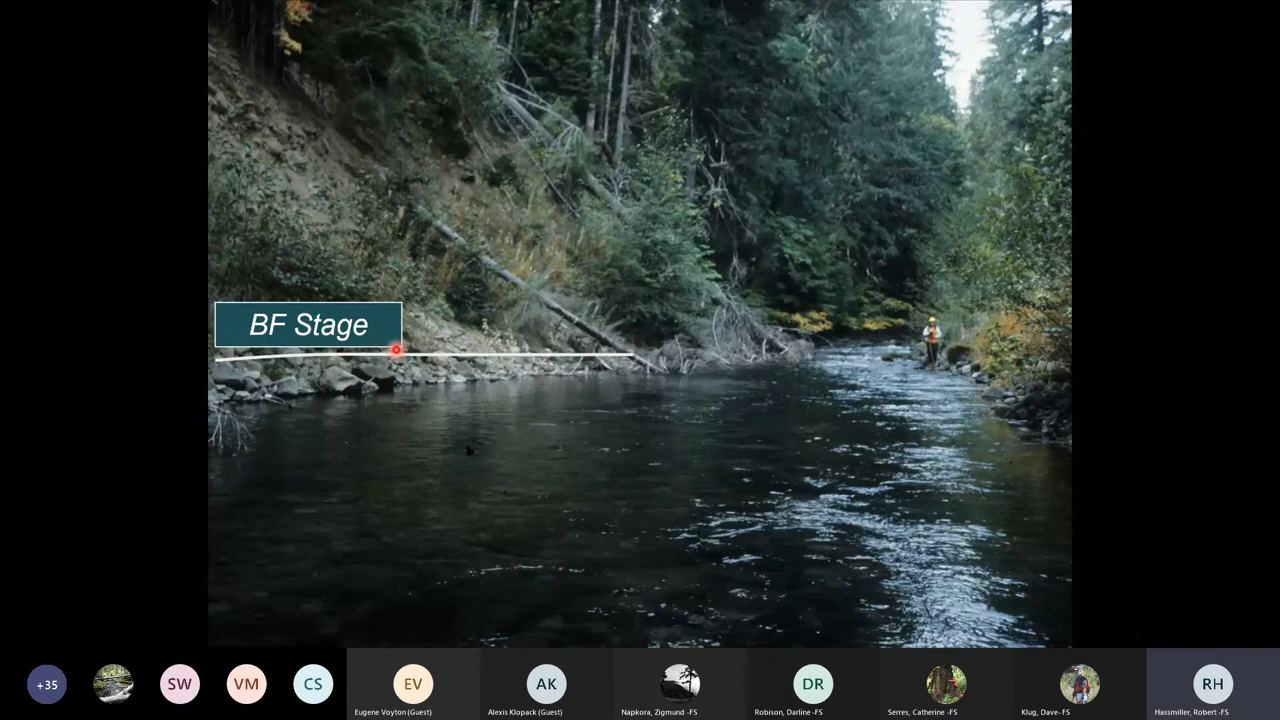 BF Stage
+35
SW
VM
CS
EV
AK
DR
RH
Eugene Voyton (Guest)
Alexis Klopack (Guest)
Napkora, Zigmund -FS
Robison, Darline -FS
Serres, Catherine -FS
Klug, Dave- FS
Hassmiller, Robert -FS